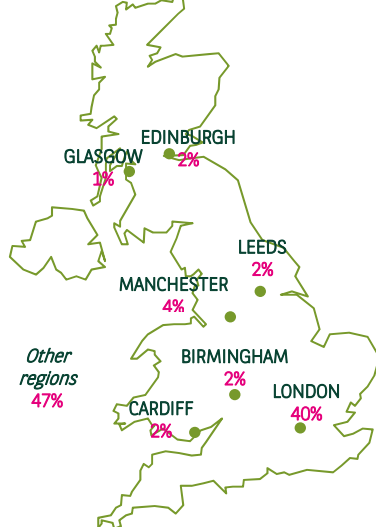 EDINBURGH
2%
GLASGOW
1%
LEEDS
2%
MANCHESTER
4%
Other
regions
47%
BIRMINGHAM
2%
LONDON
40%
CARDIFF
2%